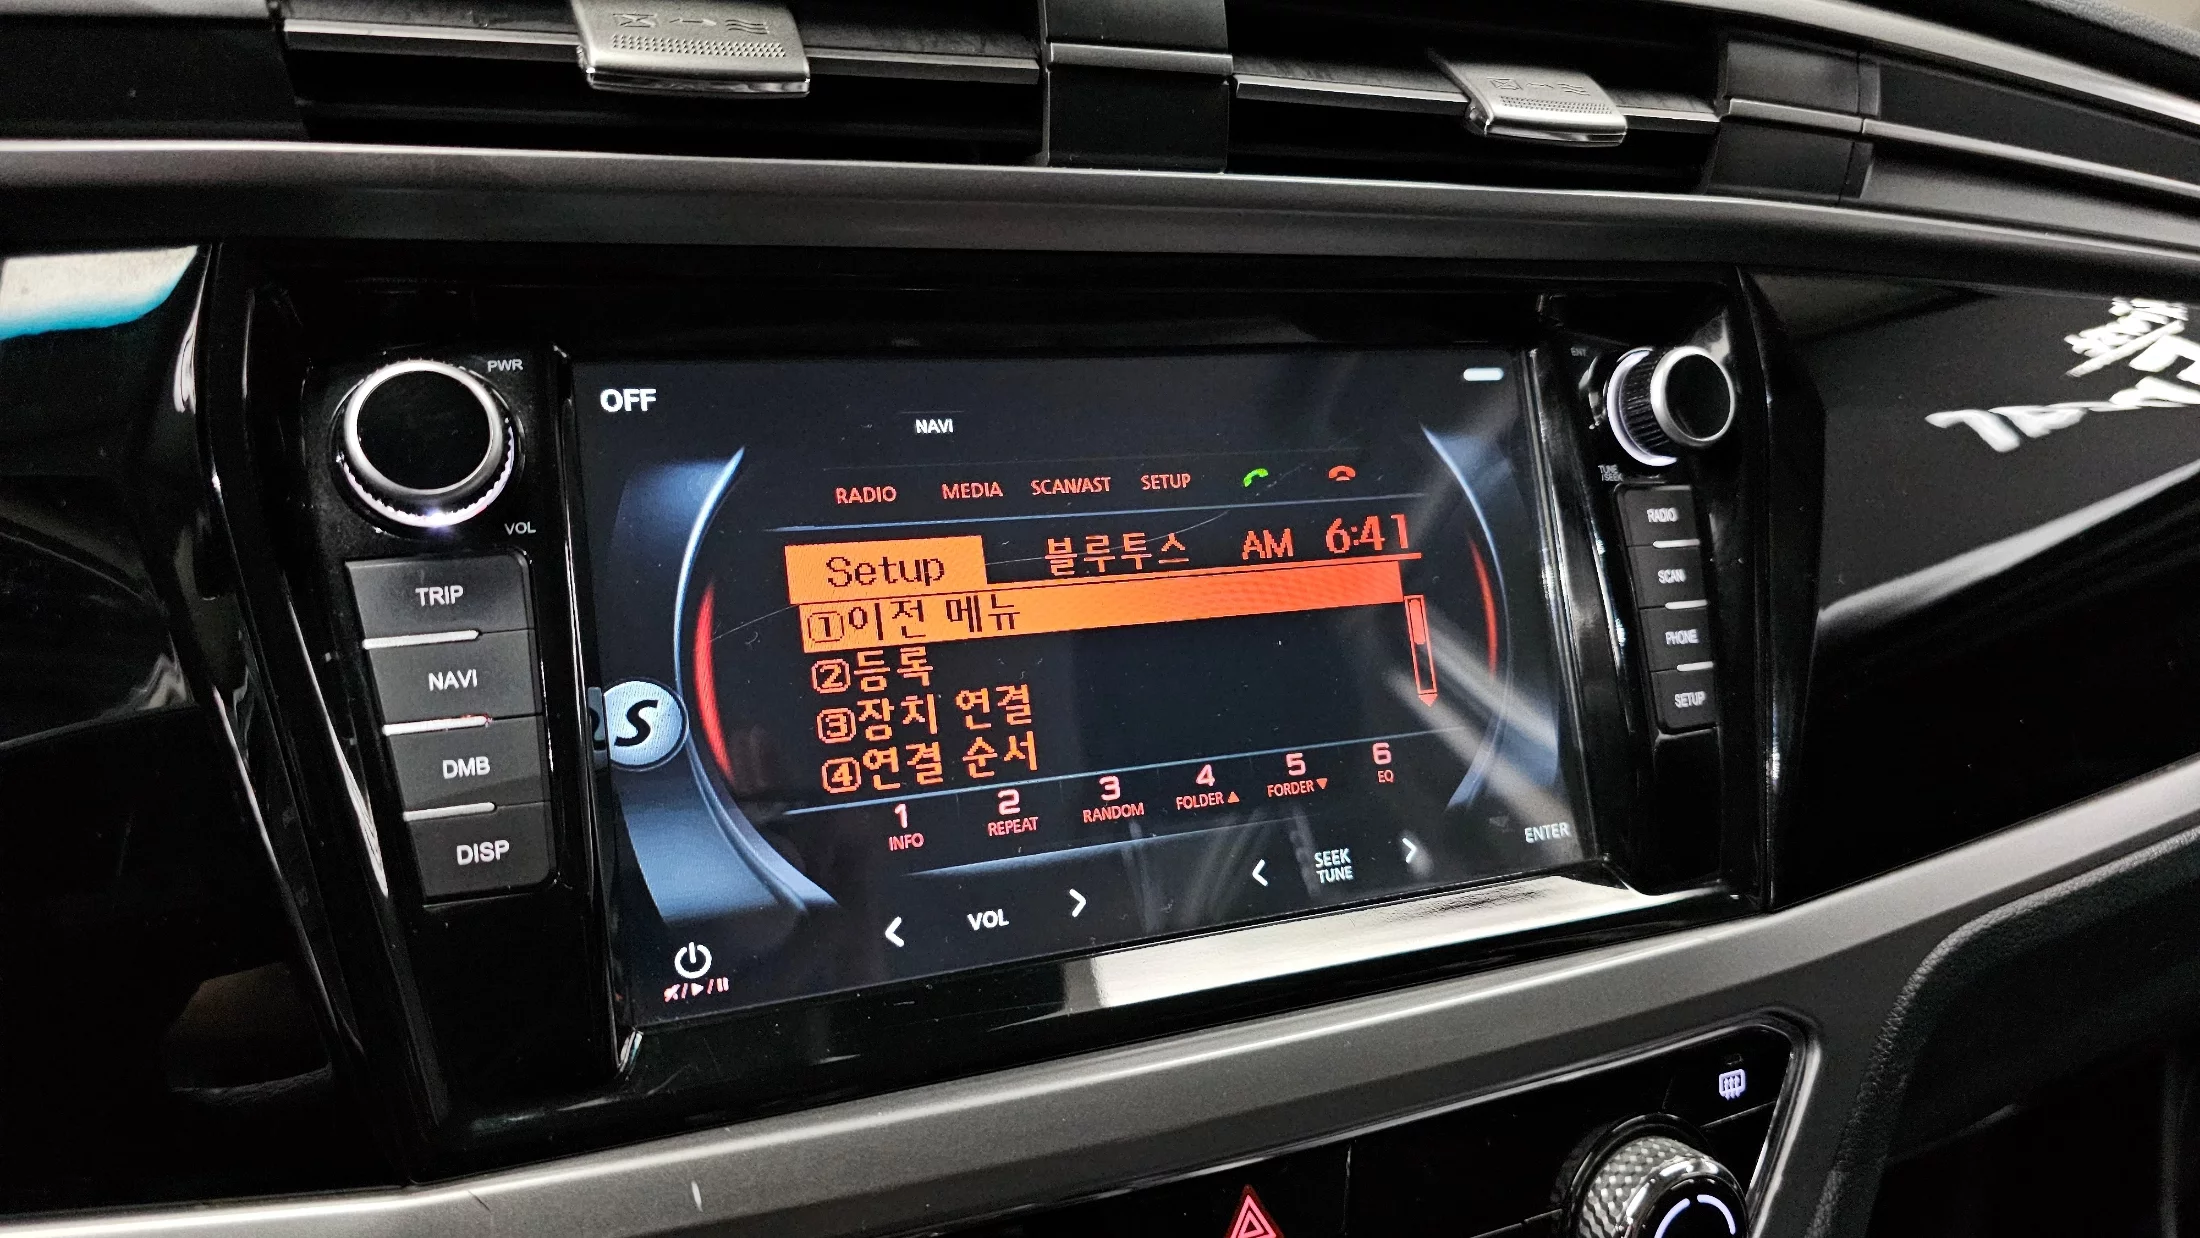 PWR
OFF
ENT
NAVI
RADIO MEDIA SCAN/AST SETUP
TUNE
/SEEK
VOL
Setup 블루투스 AM 6:41
①이전 메뉴
②등록
③장치 연결
④연결 순서
TRIP
NAVI
DMB
DISP
RADIO
SCAN
PHONE
SETUP
S
1 2 3 4 5 6
INFO REPEAT RANDOM FOLDER▲ FORDER▼ EQ
< VOL > < SEEK TUNE > ENTER